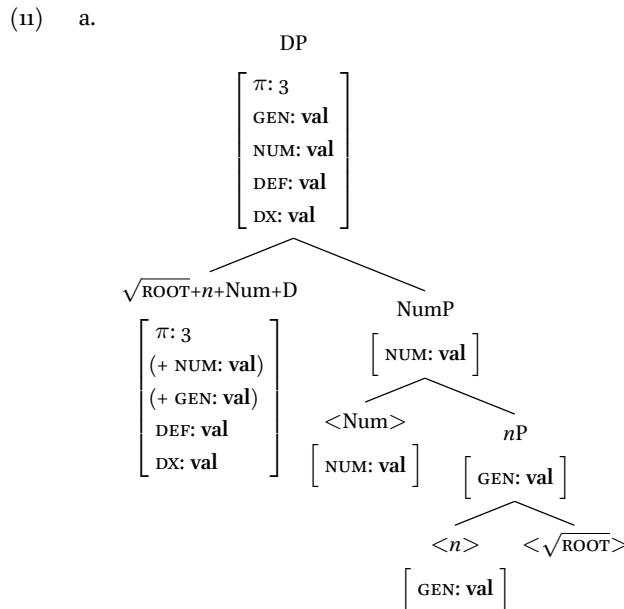 (11) a.
DP
π: 3
GEN: val
NUM: val
DEF: val
DX: val
√ROOT+n+Num+D
NumP
π: 3
(+ NUM: val)
(+ GEN: val)
DEF: val
DX: val
[ NUM: val ]
<Num>
nP
[ NUM: val ]
[ GEN: val ]
<n>
<√ROOT>
[ GEN: val ]